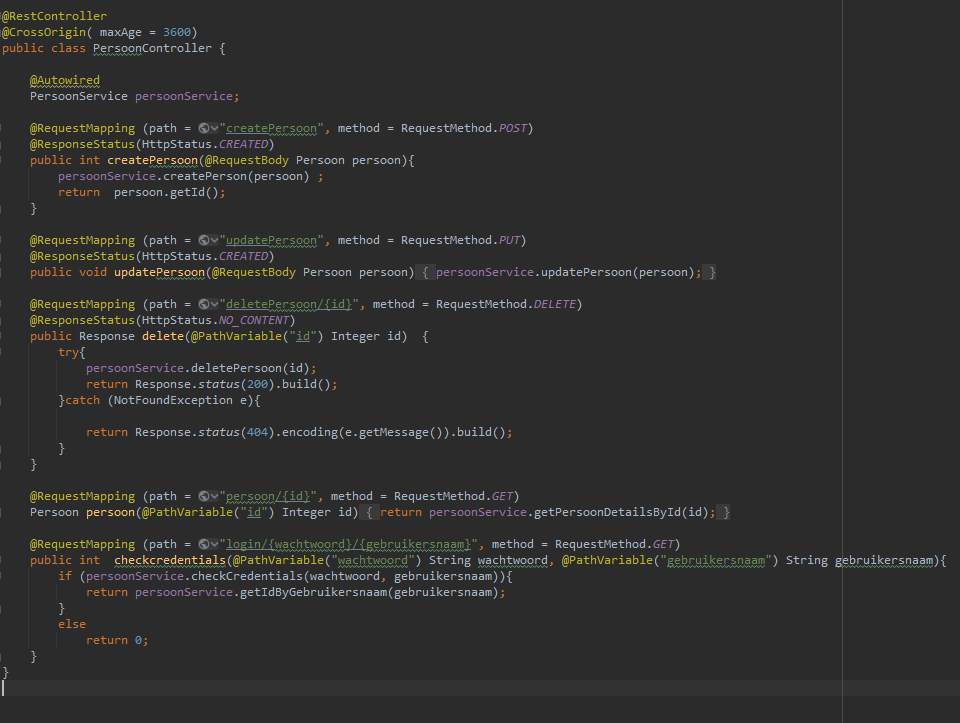 @RestController
@CrossOrigin( maxAge = 3600)
public class PersoonController {
@Autowired
PersoonService persoonService;
@RequestMapping (path = "createPersoon", method = RequestMethod.POST)
@ResponseStatus(HttpStatus.CREATED)
public int createPersoon(@RequestBody Persoon persoon){
persoonService.createPerson(persoon) ;
return  persoon.getId();
}
@RequestMapping (path = "updatePersoon", method = RequestMethod.PUT)
@ResponseStatus(HttpStatus.CREATED)
public void updatePersoon(@RequestBody Persoon persoon) { persoonService.updatePersoon(persoon); }
@RequestMapping (path = "deletePersoon/{id}", method = RequestMethod.DELETE)
@ResponseStatus(HttpStatus.NO_CONTENT)
public Response delete(@PathVariable("id") Integer id)  {
try{
persoonService.deletePersoon(id);
return Response.status(200).build();
}catch (NotFoundException e){
return Response.status(404).encoding(e.getMessage()).build();
}
}
@RequestMapping (path = "persoon/{id}", method = RequestMethod.GET)
Persoon persoon(@PathVariable("id") Integer id) { return persoonService.getPersoonDetailsById(id); }
@RequestMapping (path = "login/{wachtwoord}/{gebruikersnaam}", method = RequestMethod.GET)
public int  checkcredentials(@PathVariable("wachtwoord") String wachtwoord, @PathVariable("gebruikersnaam") String gebruikersnaam){
if (persoonService.checkCredentials(wachtwoord, gebruikersnaam)){
return persoonService.getIdByGebruikersnaam(gebruikersnaam);
}
else
return 0;
}
}